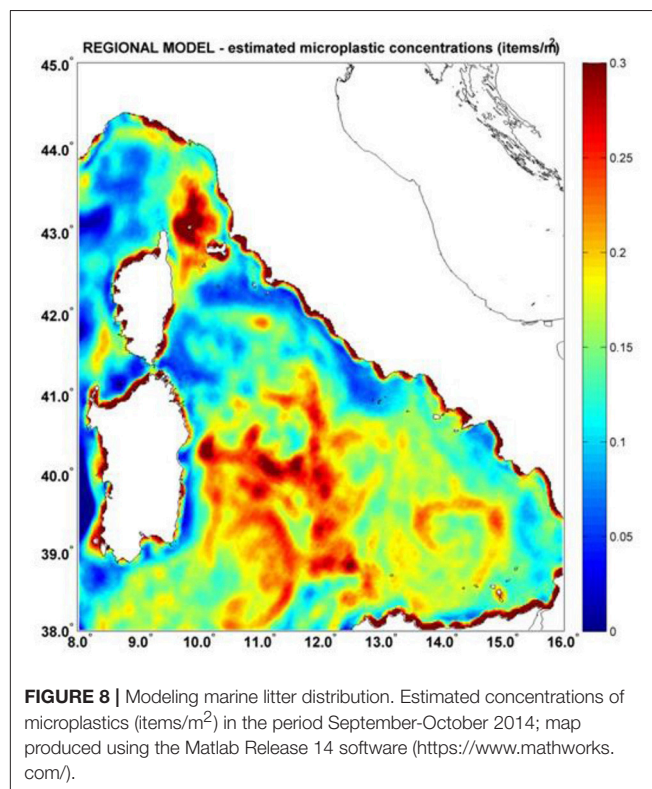 REGIONAL MODEL - estimated microplastic concentrations (items/m²)
45.0°
44.0°
43.0°
42.0°
41.0°
40.0°
39.0°
38.0°
8.0° 9.0° 10.0° 11.0° 12.0° 13.0° 14.0° 15.0° 16.0°
0.3
0.25
0.2
0.15
0.1
0.05
0
FIGURE 8 | Modeling marine litter distribution. Estimated concentrations of
microplastics (items/m²) in the period September-October 2014; map
produced using the Matlab Release 14 software (https://www.mathworks.
com/).